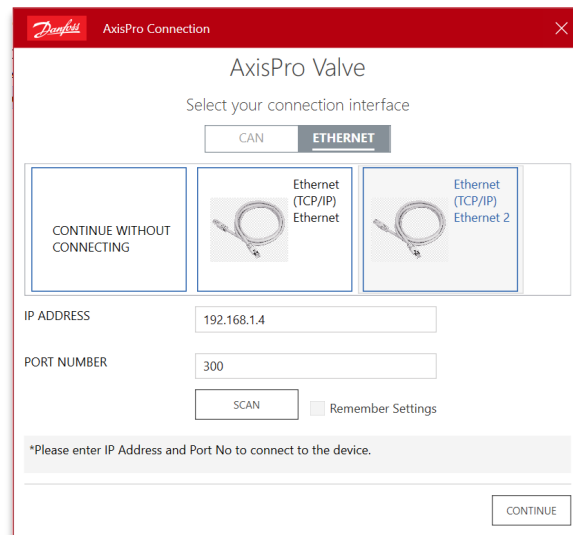 Danfoss
AxisPro Connection
AxisPro Valve
Select your connection interface
CAN
ETHERNET
CONTINUE WITHOUT
CONNECTING
Ethernet
(TCP/IP)
Ethernet
Ethernet
(TCP/IP)
Ethernet 2
IP ADDRESS
192.168.1.4
PORT NUMBER
300
SCAN
Remember Settings
*Please enter IP Address and Port No to connect to the device.
CONTINUE